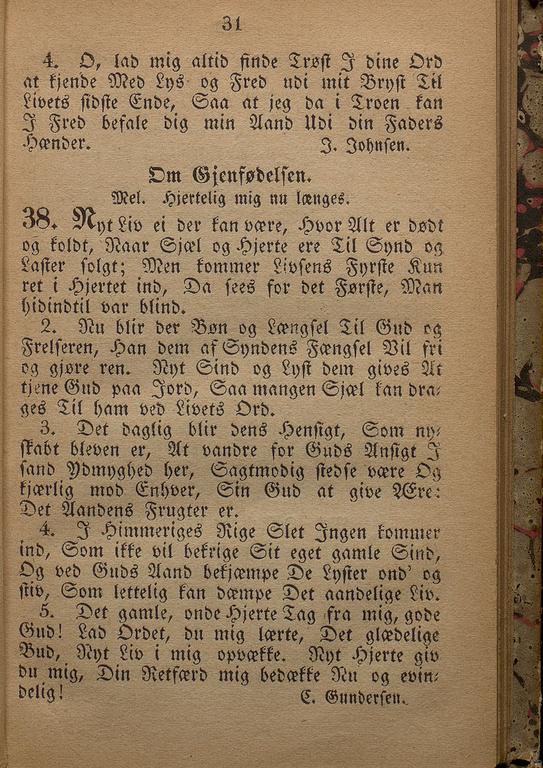 31
4. O, lad mig altid finde Trøst I dine Ord
at kjende Med Lys og Fred udi mit Bryst Til
Livets sidste Ende, Saa at jeg da i Troen kan
I Fred befale dig min Aand Udi din Faders
Hænder. J. Johnsen.
Om Gjenfødelsen.
Mel. Hjertelig mig nu længes.
38. Nyt Liv ei der kan være, Hvor Alt er dødt
og koldt, Naar Sjæl og Hjerte ere Til Synd og
Laster solgt; Men kommer Livsens Fyrste Kun
ret i Hjertet ind, Da sees for det Første, Man
hidindtil var blind.
2. Nu blir der Bøn og Længsel Til Gud og
Frelseren, Han dem af Syndens Fængsel Vil fri
og gjøre ren. Nyt Sind og Lyst dem gives At
tjene Gud paa Jord, Saa mangen Sjæl kan dra-
ges Til ham ved Livets Ord.
3. Det daglig blir dens Hensigt, Som ny-
skabt bleven er, At vandre for Guds Ansigt I
sand Ydmyghed her, Sagtmodig stedse være Og
kjærlig mod Enhver, Sin Gud at give Ære:
Det Aandens Frugter er.
4. I Himmeriges Rige Slet Ingen kommer
ind, Som ikke vil bekrige Sit eget gamle Sind,
Og ved Guds Aand bekjæmpe De Lyster ond' og
stiv, Som lettelig kan dæmpe Det aandelige Liv.
5. Det gamle, onde Hjerte Tag fra mig, gode
Gud! Lad Ordet, du mig lærte, Det glædelige
Bud, Nyt Liv i mig opvække. Nyt Hjerte giv
du mig, Din Retfærd mig bedække Nu og evin-
delig! C. Gundersen.